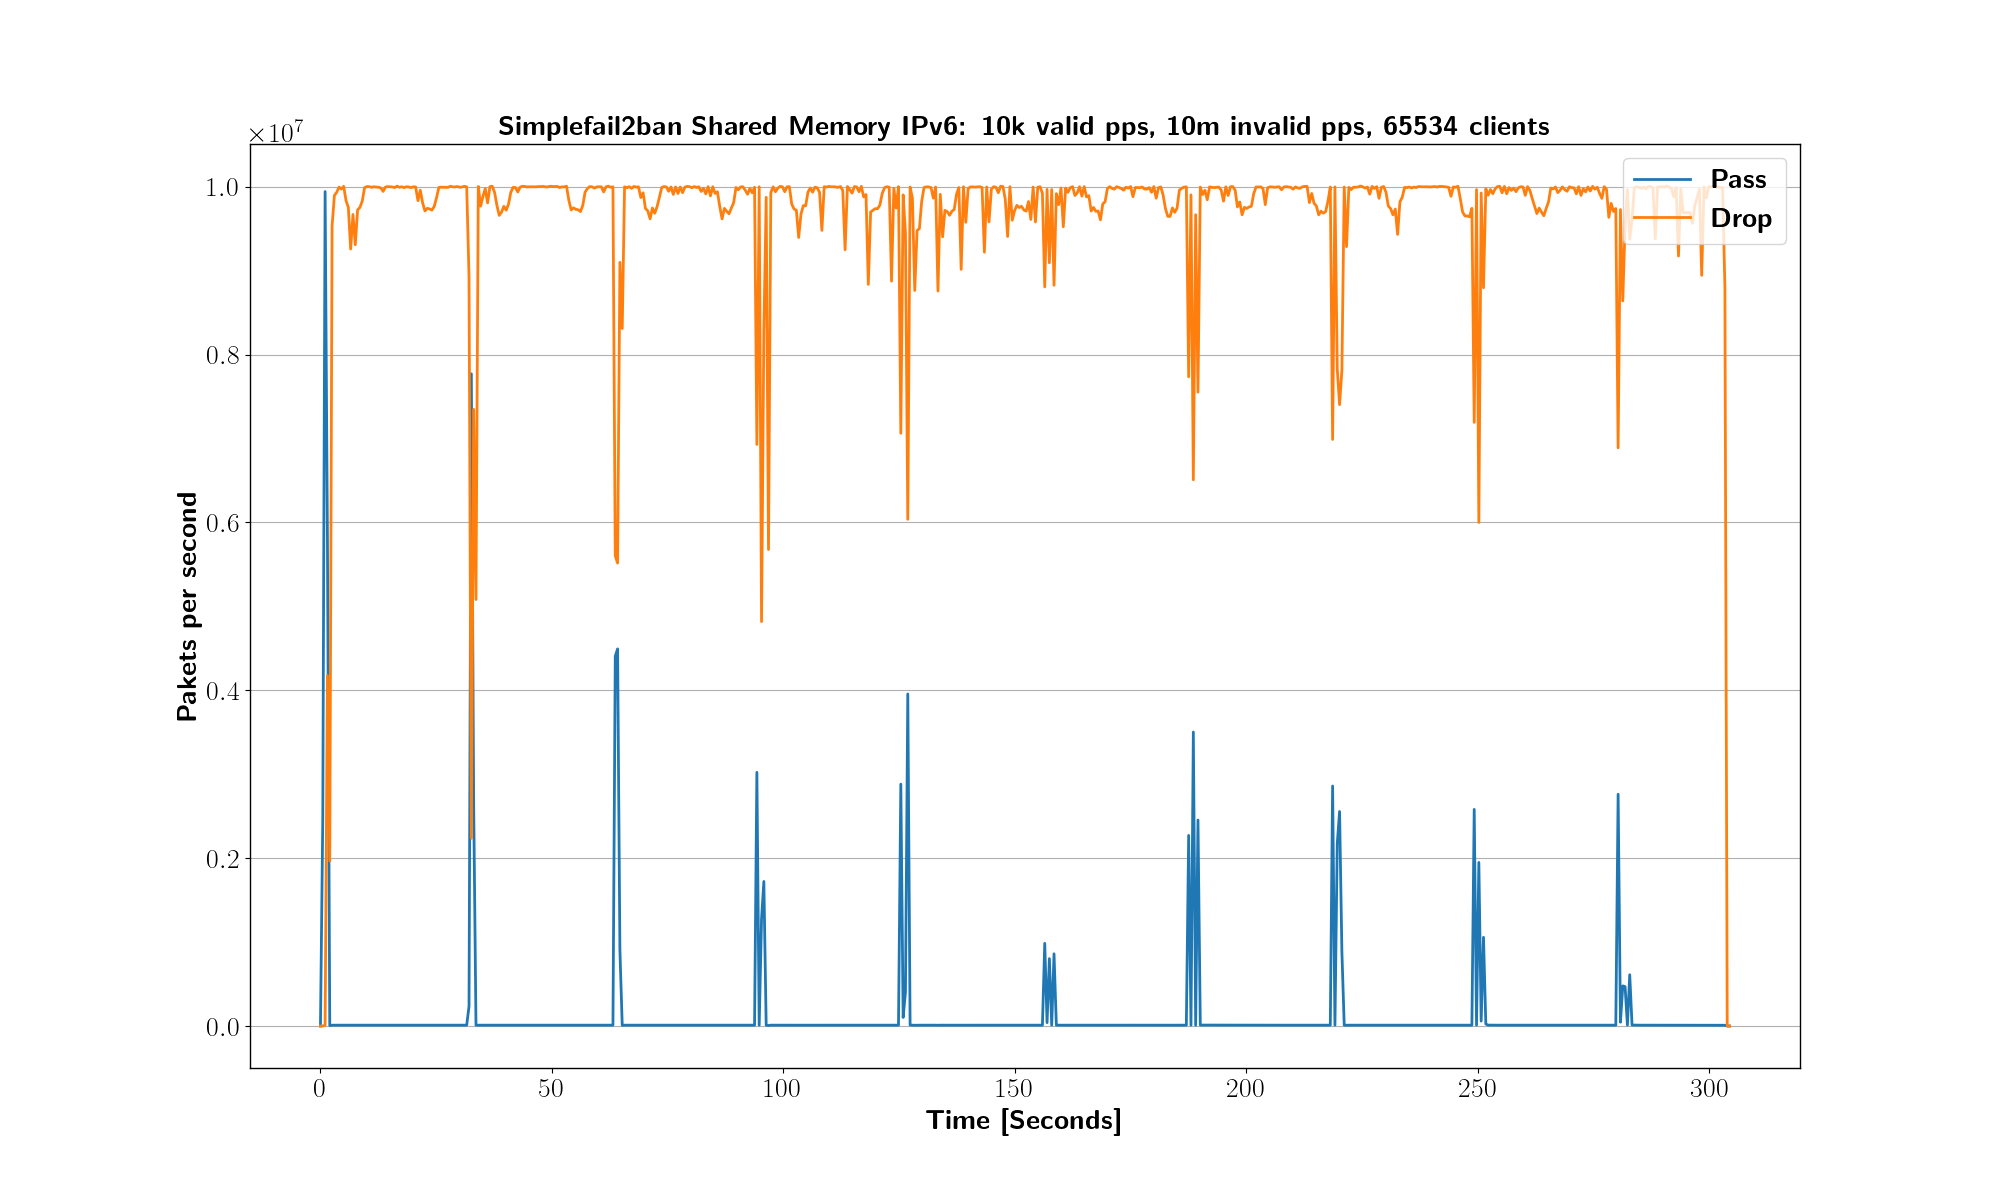 Simplefail2ban Shared Memory IPv6: 10k valid pps, 10m invalid pps, 65534 clients
×10⁷
1.0
0.8
0.6
0.4
0.2
0.0
Pakets per second
Pass
Drop
0 50 100 150 200 250 300
Time [Seconds]